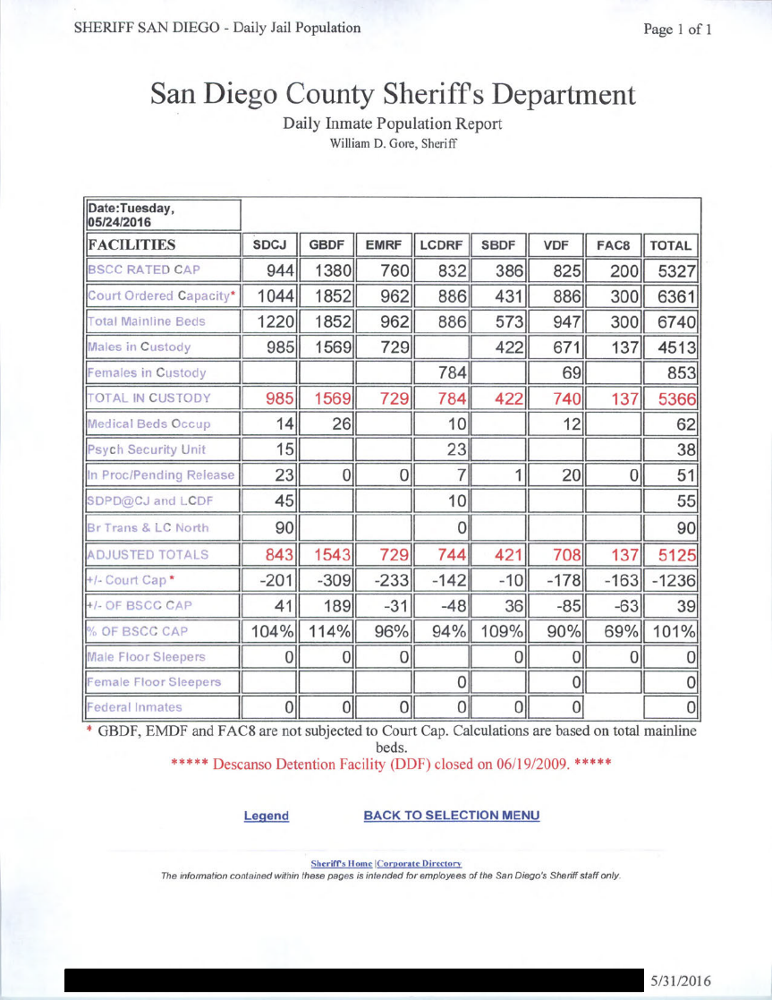 SHERIFF SAN DIEGO - Daily Jail Population Page 1 of 1
San Diego County Sheriff's Department
Daily Inmate Population Report
William D. Gore, Sheriff
Date:Tuesday,
05/24/2016
FACILITIES SDCJ GBDF EMRF LCDRF SBDF VDF FAC8 TOTAL
BSCC RATED CAP 944 1380 760 832 386 825 200 5327
Court Ordered Capacity* 1044 1852 962 886 431 886 300 6361
Total Mainline Beds 1220 1852 962 886 573 947 300 6740
Males in Custody 985 1569 729 422 671 137 4513
Females in Custody 784 69 853
TOTAL IN CUSTODY 985 1569 729 784 422 740 137 5366
Medical Beds Occup 14 26 10 12 62
Psych Security Unit 15 23 38
In Proc/Pending Release 23 0 0 7 1 20 0 51
SDPD@CJ and LCDF 45 10 55
Br Trans & LC North 90 0 90
ADJUSTED TOTALS 843 1543 729 744 421 708 137 5125
+/- Court Cap * -201 -309 -233 -142 -10 -178 -163 -1236
+/- OF BSCC CAP 41 189 -31 -48 36 -85 -63 39
% OF BSCC CAP 104% 114% 96% 94% 109% 90% 69% 101%
Male Floor Sleepers 0 0 0 0 0 0 0
Female Floor Sleepers 0 0 0
Federal Inmates 0 0 0 0 0 0 0
* GBDF, EMDF and FAC8 are not subjected to Court Cap. Calculations are based on total mainline
beds.
***** Descanso Detention Facility (DDF) closed on 06/19/2009. *****
Legend BACK TO SELECTION MENU
Sheriff's Home |Corporate Directory
The information contained within these pages is intended for employees of the San Diego's Sheriff staff only.
5/31/2016